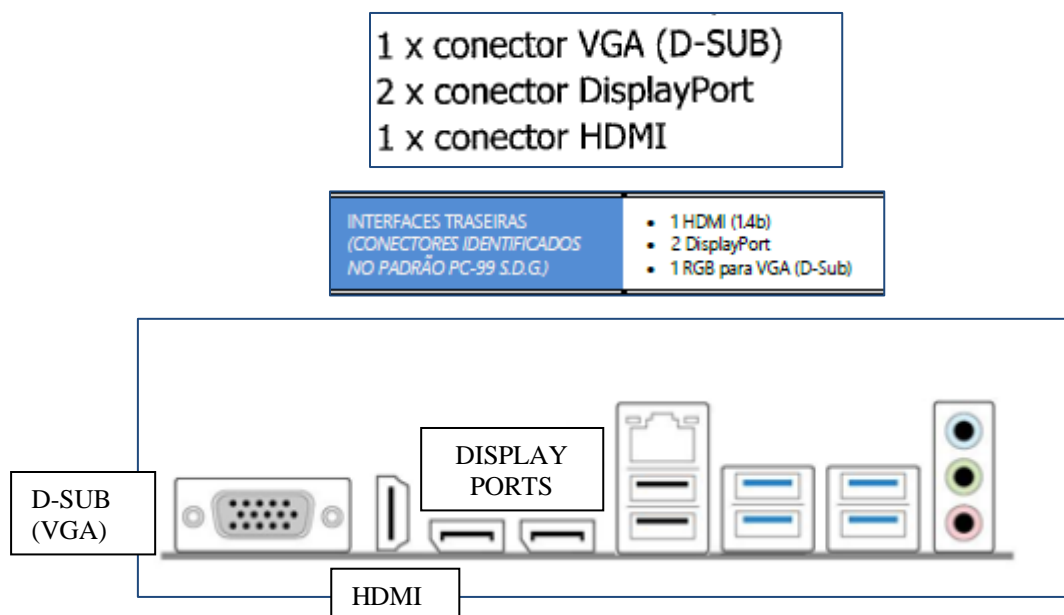 1 x conector VGA (D-SUB)
2 x conector DisplayPort
1 x conector HDMI
INTERFACES TRASEIRAS
(CONECTORES IDENTIFICADOS
NO PADRÃO PC-99 S.D.G.)
• 1 HDMI (1.4b)
• 2 DisplayPort
• 1 RGB para VGA (D-Sub)
DISPLAY
PORTS
D-SUB
(VGA)
HDMI